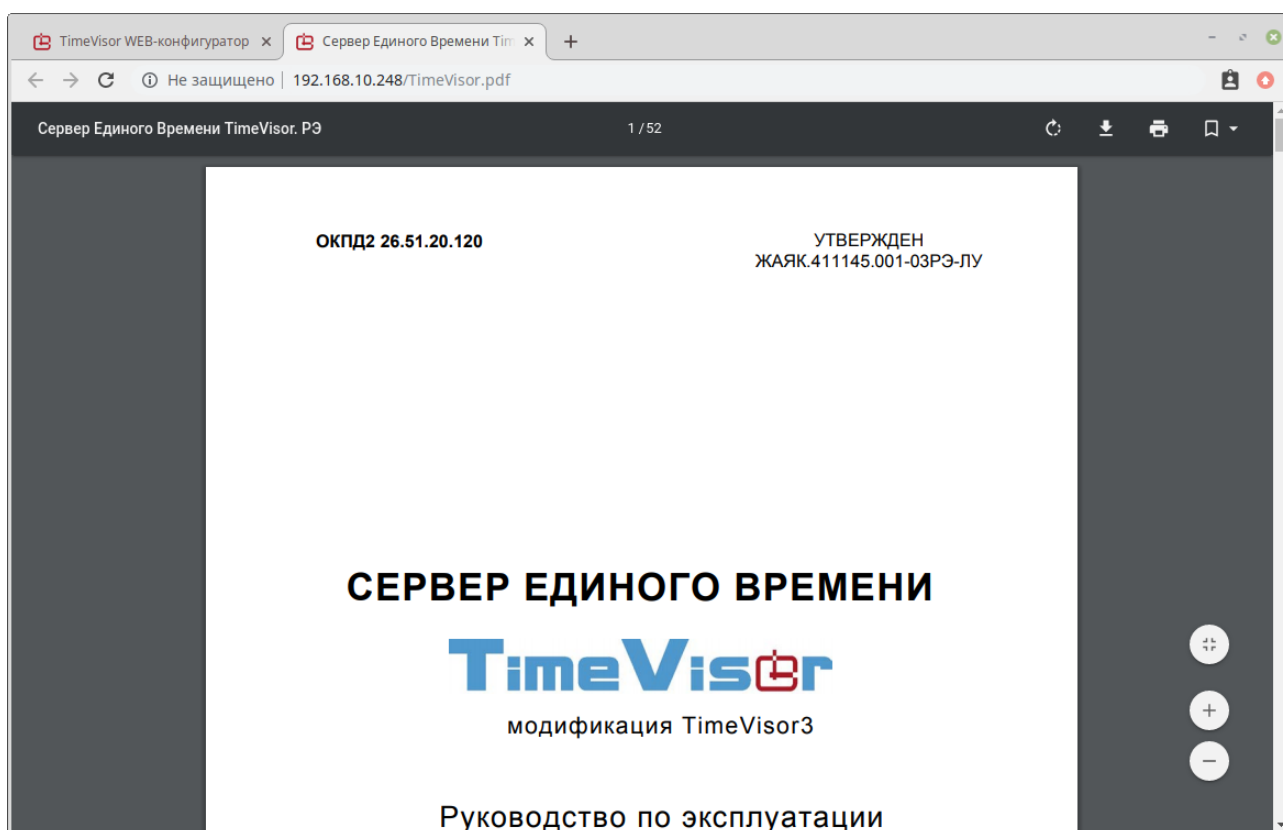 TimeVisor WEB-конфигуратор
Сервер Единого Времени Tim
Не защищено | 192.168.10.248/TimeVisor.pdf
Сервер Единого Времени TimeVisor. РЭ
1 / 52
ОКПД2 26.51.20.120
УТВЕРЖДЕН
ЖАЯК.411145.001-03РЭ-ЛУ
СЕРВЕР ЕДИНОГО ВРЕМЕНИ
TimeVisor
модификация TimeVisor3
Руководство по эксплуатации